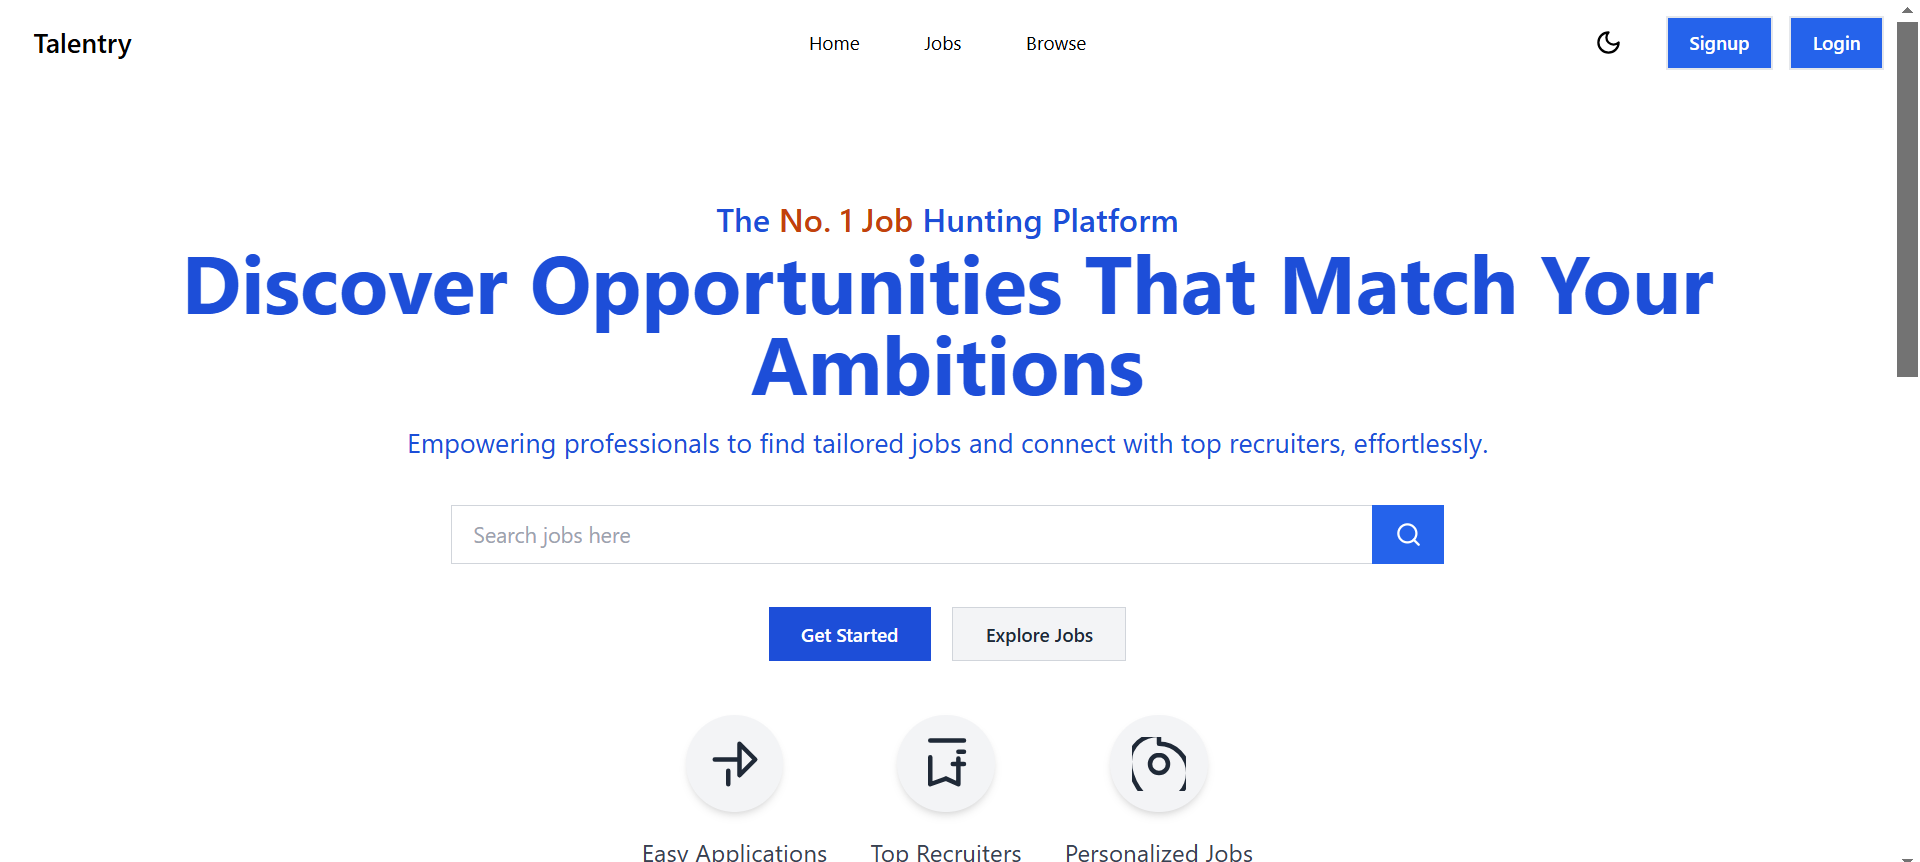 Talentry
Home Jobs Browse
Signup Login
The No. 1 Job Hunting Platform
Discover Opportunities That Match Your
Ambitions
Empowering professionals to find tailored jobs and connect with top recruiters, effortlessly.
Search jobs here
Get Started Explore Jobs
Easy Applications Top Recruiters Personalized Jobs